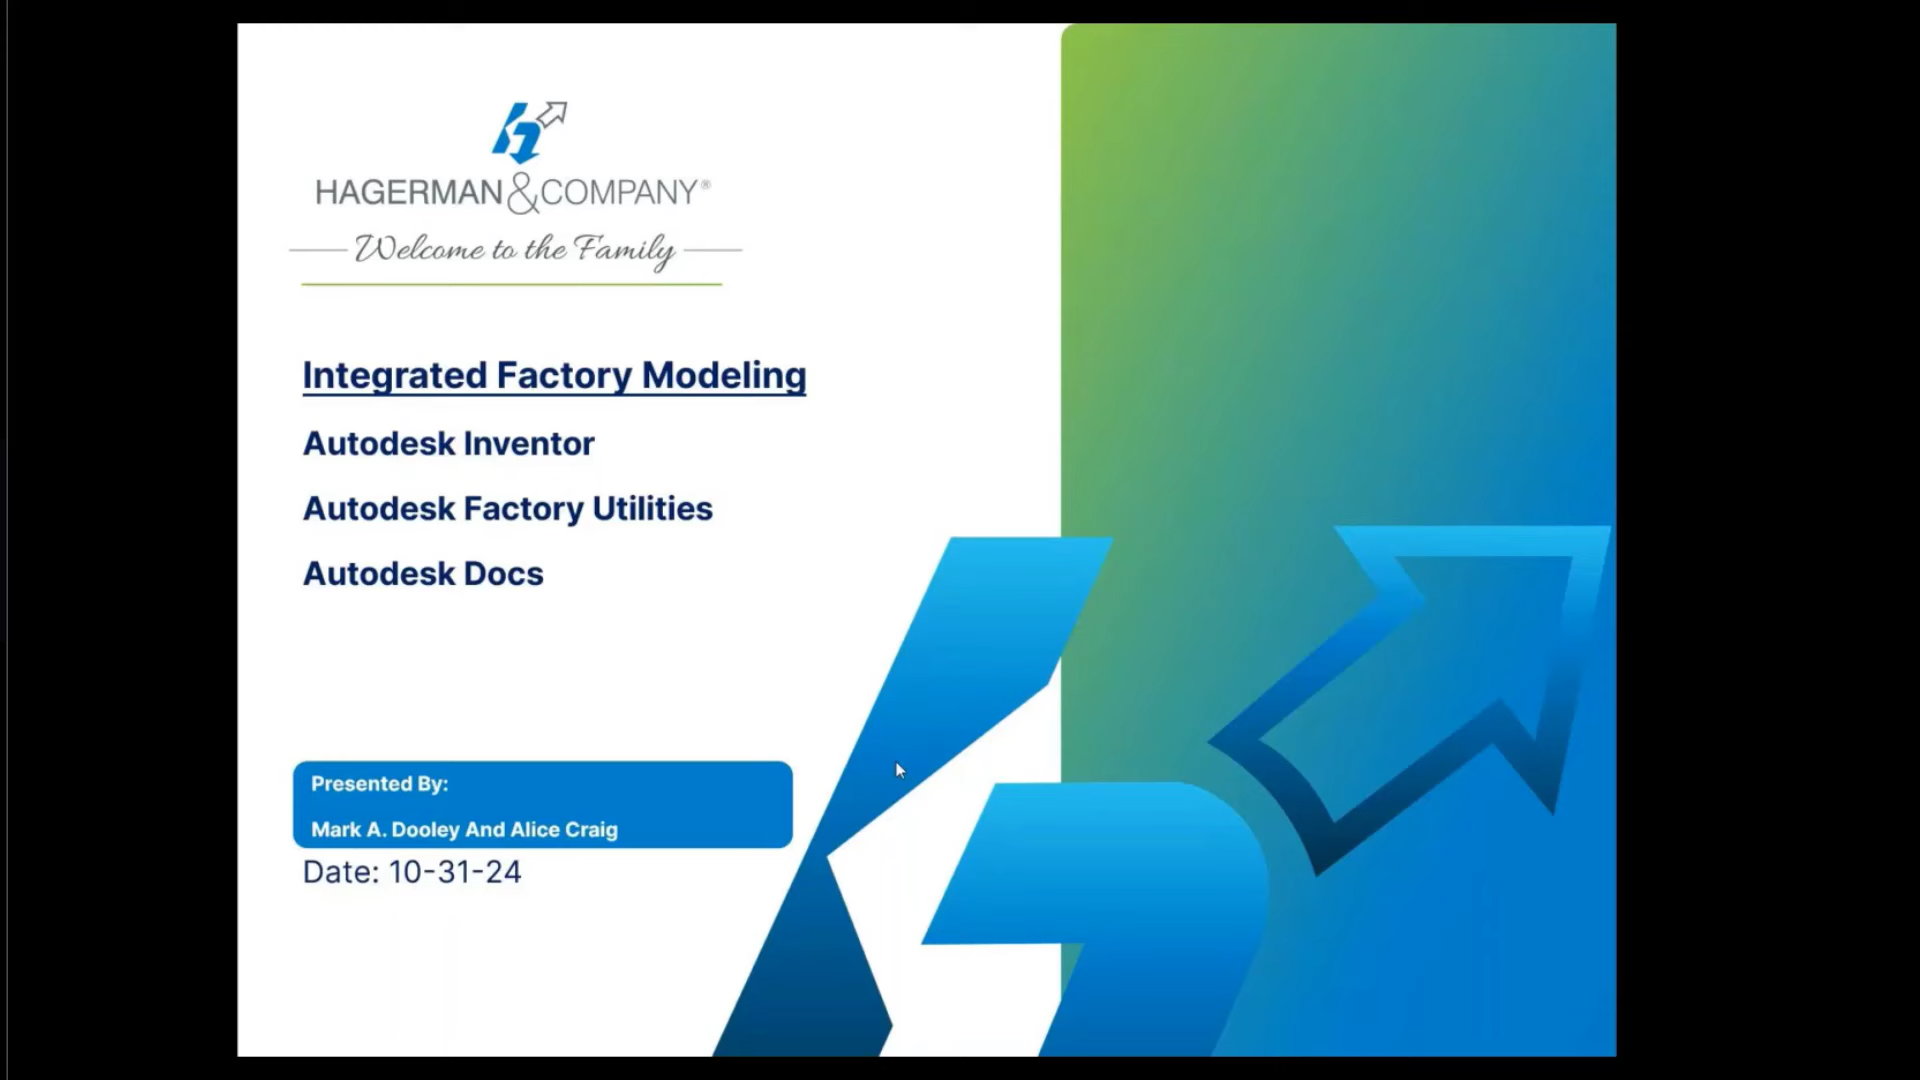 HAGERMAN&COMPANY®
Welcome to the Family
Integrated Factory Modeling
Autodesk Inventor
Autodesk Factory Utilities
Autodesk Docs
Presented By:
Mark A. Dooley And Alice Craig
Date: 10-31-24